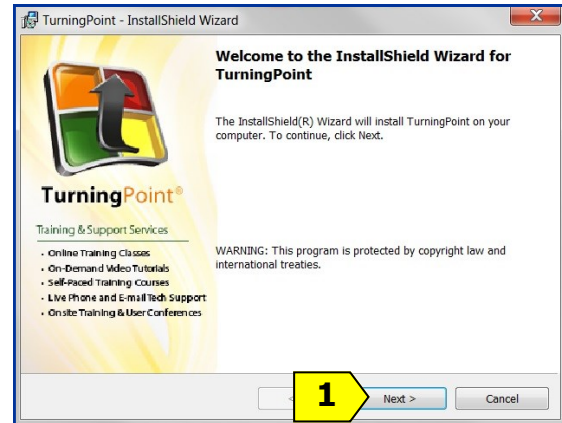 TurningPoint - InstallShield Wizard
Welcome to the InstallShield Wizard for
TurningPoint
The InstallShield(R) Wizard will install TurningPoint on your
computer. To continue, click Next.
TurningPoint®
Training & Support Services
• Online Training Classes
• On-Demand Video Tutorials
• Self-Paced Training Courses
• Live Phone and E-mail Tech Support
• Onsite Training & User Conferences
WARNING: This program is protected by copyright law and
international treaties.
<
1
Next >
Cancel